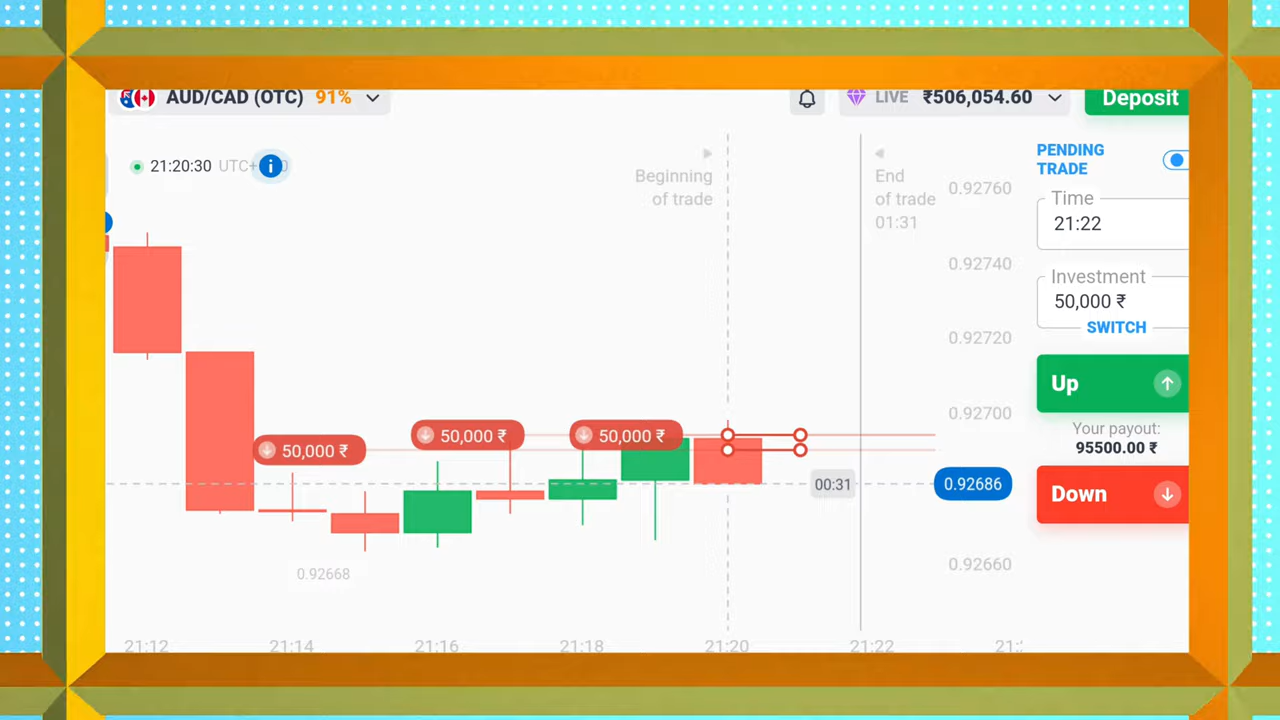 AUD/CAD (OTC) 91%
LIVE ₹506,054.60
Deposit
21:20:30 UTC+
Beginning
of trade
End
of trade
01:31
PENDING
TRADE
Time
21:22
Investment
50,000 ₹
SWITCH
Up
Your payout:
95500.00 ₹
Down
0.92760
0.92740
0.92720
0.92700
0.92686
0.92660
50,000 ₹
50,000 ₹
50,000 ₹
00:31
0.92668
21:12
21:14
21:16
21:18
21:20
21:22